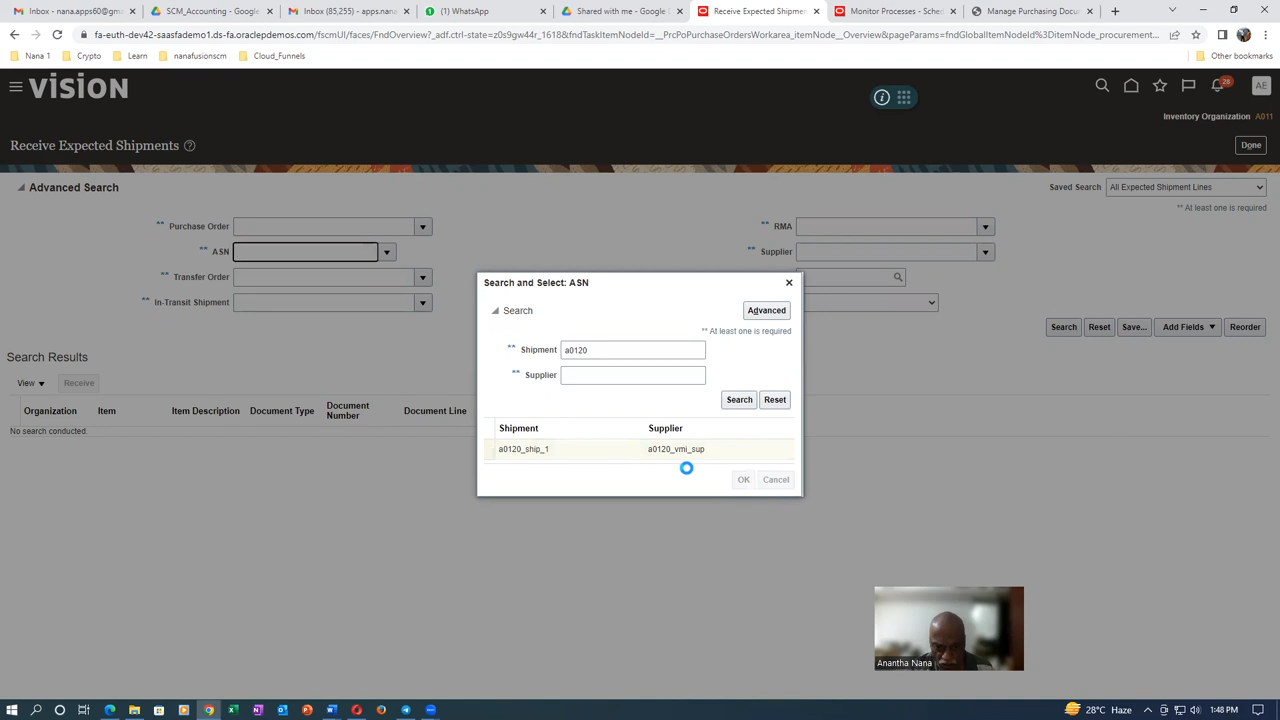 Inbox - nana.apps60@gma
SCM_Accounting - Google
Inbox (85,255) - apps.nana
(1) WhatsApp
Shared with me - Google
Receive Expected Shipmen
Monitor Processes - Sche
Manage Purchasing Docu
fa-euth-dev42-saasfademo1.ds-fa.oraclepdemos.com/fscmUI/faces/FndOverview?_adf.ctrl-state=z0s9gw44r_1618&fndTaskItemNodeId=__PrcPoPurchaseOrdersWorkarea_itemNode__Overview&pageParams=fndGlobalItemNodeId%3DitemNode_procurement...
Nana 1
Crypto
Learn
nanafusionscm
Cloud_Funnels
Other bookmarks
VISION
28
AE
Inventory Organization A011
Receive Expected Shipments
Done
Advanced Search
Saved Search All Expected Shipment Lines
** At least one is required
** Purchase Order
** RMA
** ASN
** Supplier
** Transfer Order
** In-Transit Shipment
Search Reset Save... Add Fields Reorder
Search and Select: ASN
Search
Advanced
** At least one is required
** Shipment a0120
** Supplier
Search Reset
Shipment Supplier
a0120_ship_1 a0120_vmi_sup
OK Cancel
Search Results
View Receive
Organization Item Item Description Document Type Document Number Document Line
No search conducted.
Anantha Nana
28°C Haze
1:48 PM